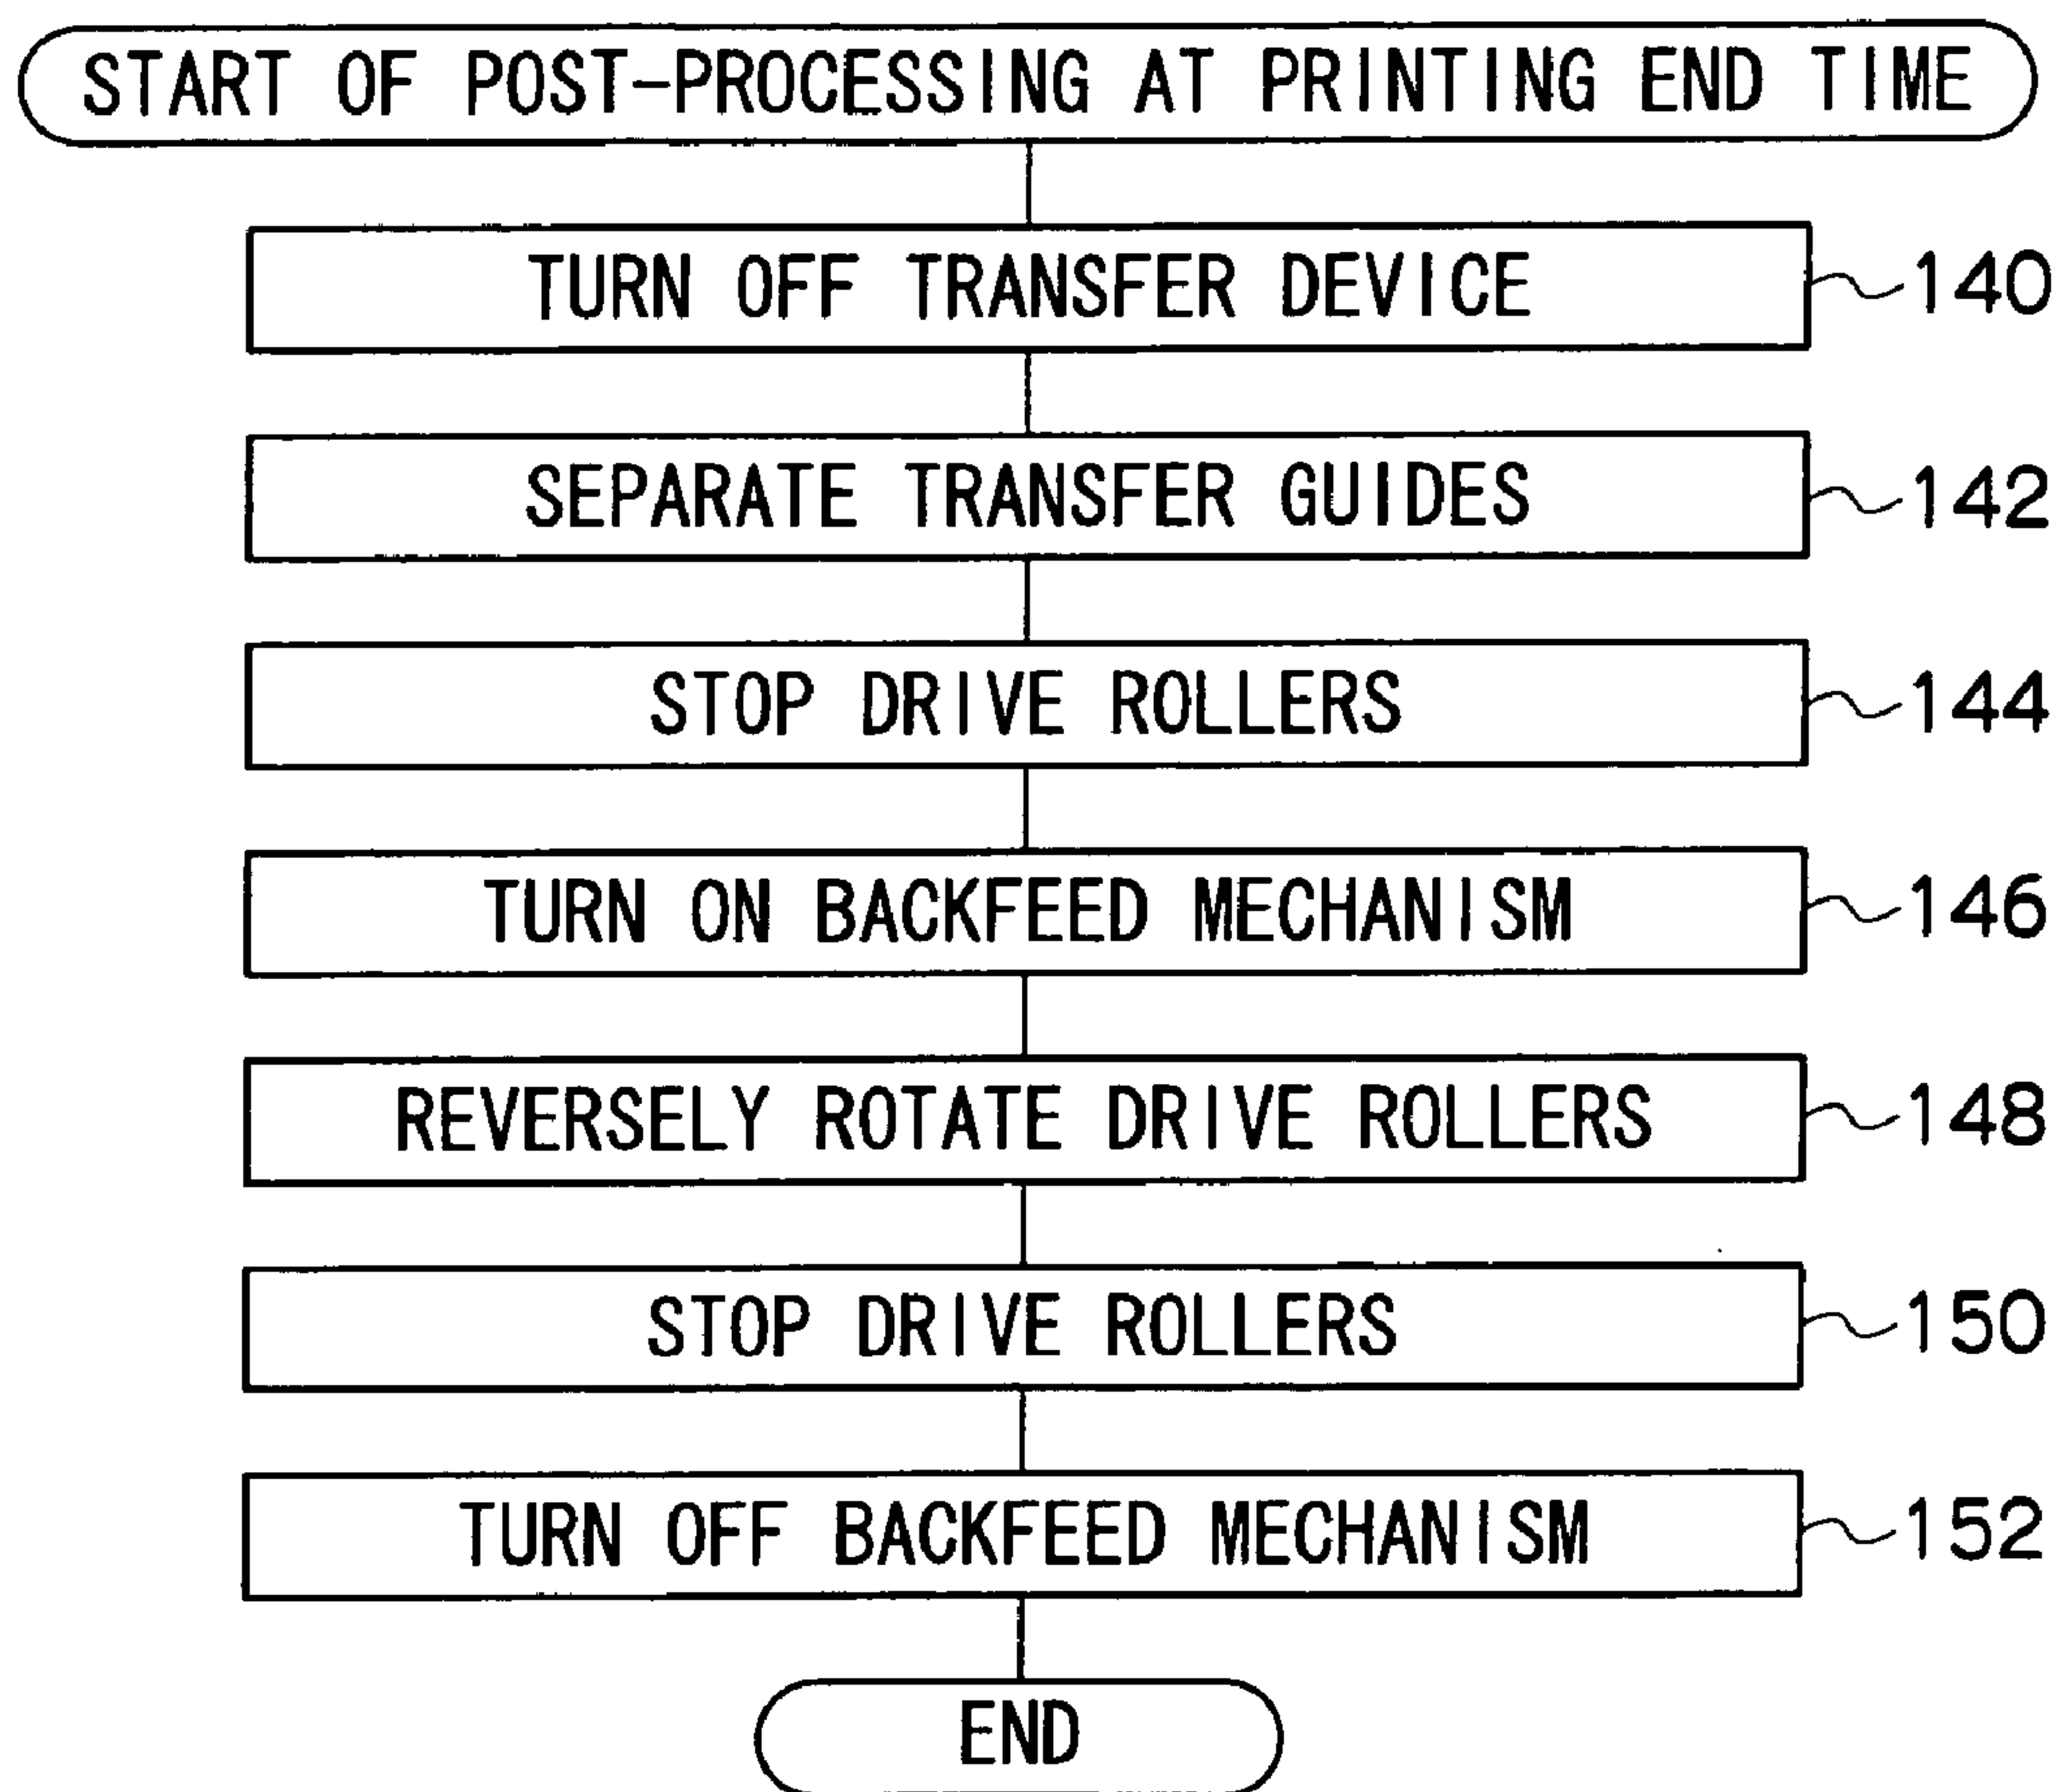 START OF POST-PROCESSING AT PRINTING END TIME
TURN OFF TRANSFER DEVICE
140
SEPARATE TRANSFER GUIDES
142
STOP DRIVE ROLLERS
144
TURN ON BACKFEED MECHANISM
146
REVERSELY ROTATE DRIVE ROLLERS
148
STOP DRIVE ROLLERS
150
TURN OFF BACKFEED MECHANISM
152
END